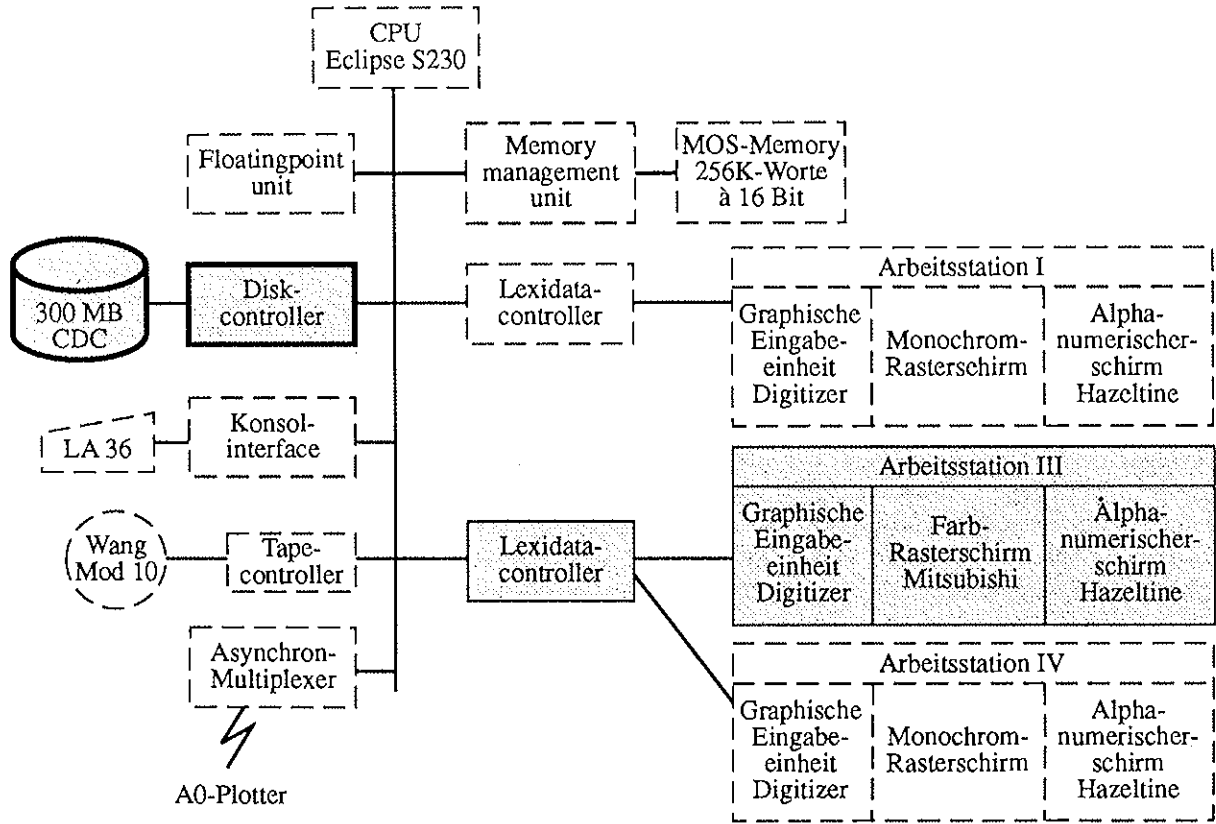 CPU
Eclipse S230
Floatingpoint
unit
Memory
management
unit
MOS-Memory
256K-Worte
à 16 Bit
300 MB
CDC
Disk-
controller
Lexidata-
controller
Arbeitsstation I
Graphische
Eingabe-
einheit
Digitizer
Monochrom-
Rasterschirm
Alpha-
numerischer-
schirm
Hazeltine
LA 36
Konsol-
interface
Arbeitsstation III
Graphische
Eingabe-
einheit
Digitizer
Farb-
Rasterschirm
Mitsubishi
Alpha-
numerischer-
schirm
Hazeltine
Wang
Mod 10
Tape-
controller
Lexidata-
controller
Asynchron-
Multiplexer
A0-Plotter
Arbeitsstation IV
Graphische
Eingabe-
einheit
Digitizer
Monochrom-
Rasterschirm
Alpha-
numerischer-
schirm
Hazeltine